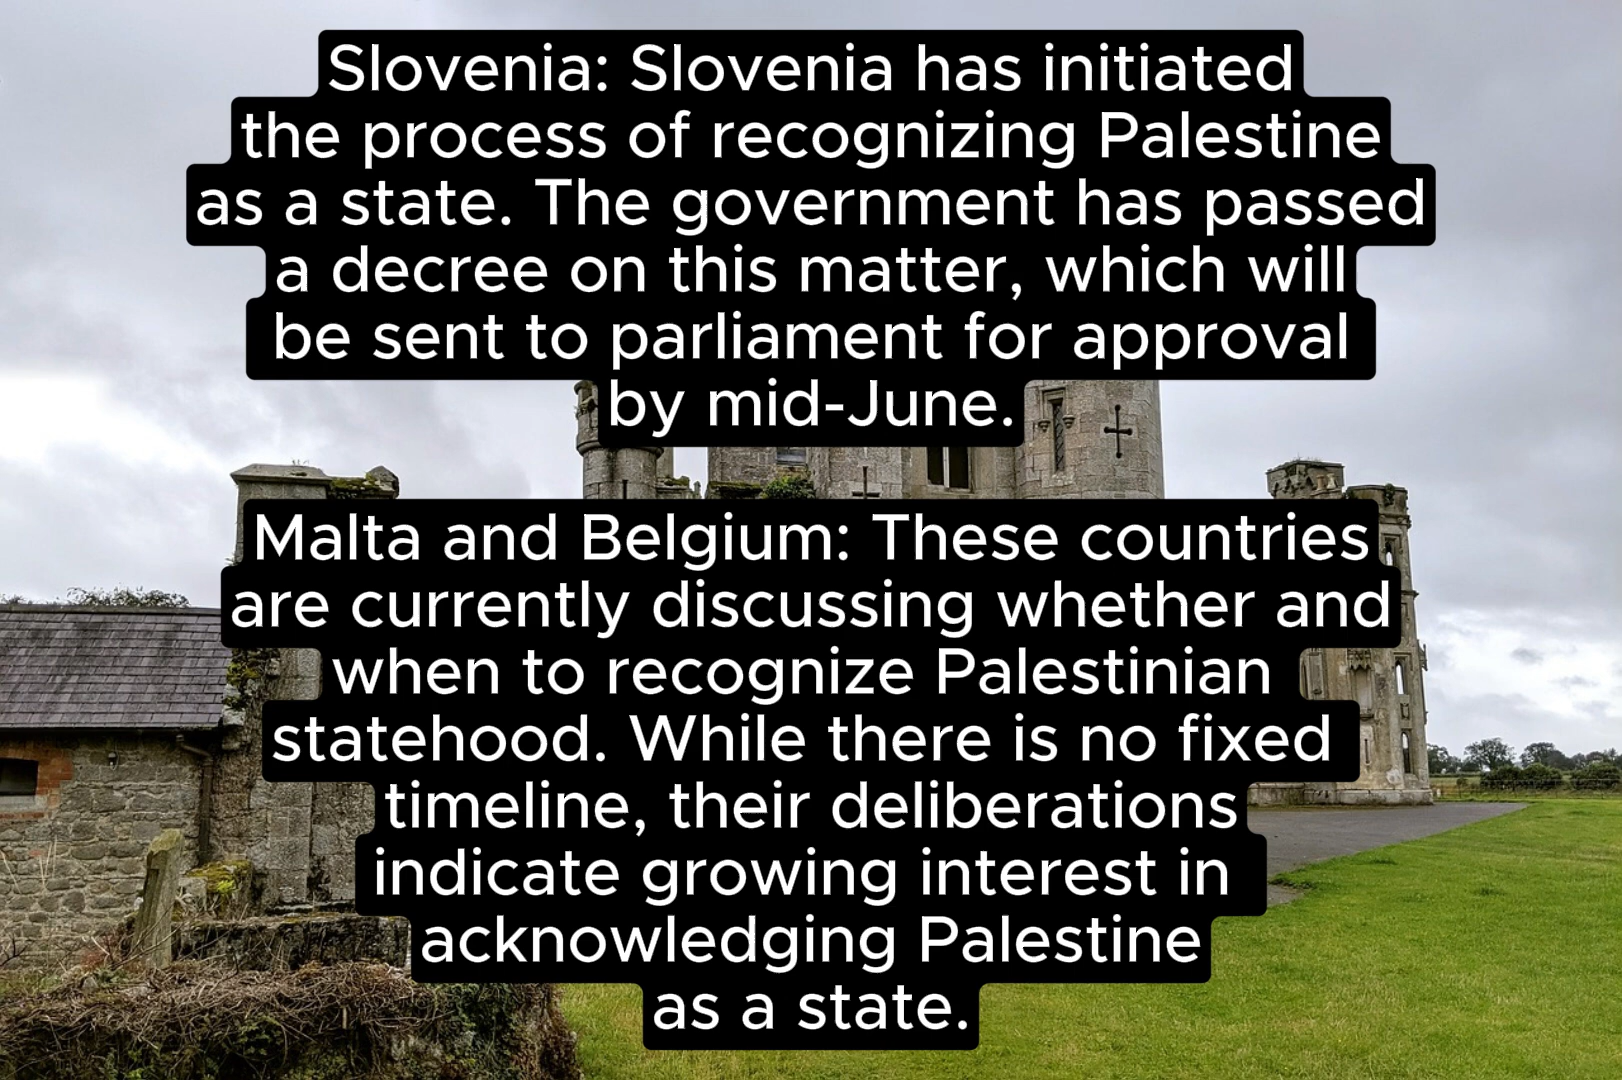 Slovenia: Slovenia has initiated
the process of recognizing Palestine
as a state. The government has passed
a decree on this matter, which will
be sent to parliament for approval
by mid-June.
Malta and Belgium: These countries
are currently discussing whether and
when to recognize Palestinian
statehood. While there is no fixed
timeline, their deliberations
indicate growing interest in
acknowledging Palestine
as a state.